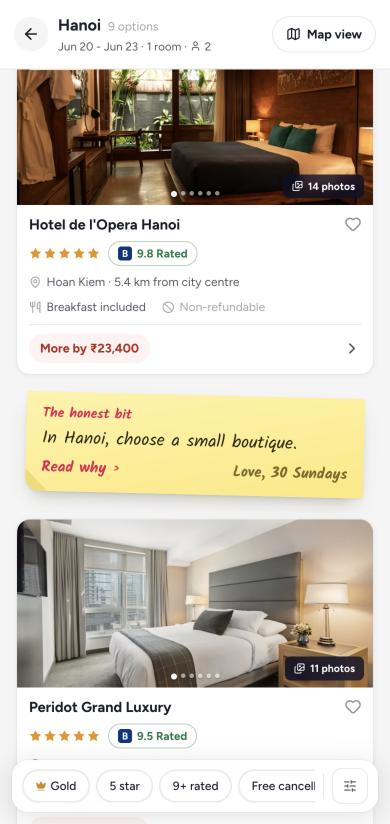 Hanoi 9 options
Jun 20 - Jun 23 · 1 room · 2
Map view
14 photos
Hotel de l'Opera Hanoi
B 9.8 Rated
Hoan Kiem · 5.4 km from city centre
Breakfast included Non-refundable
More by ₹23,400
The honest bit
In Hanoi, choose a small boutique.
Read why >
Love, 30 Sundays
11 photos
Peridot Grand Luxury
B 9.5 Rated
Gold 5 star 9+ rated Free cancell